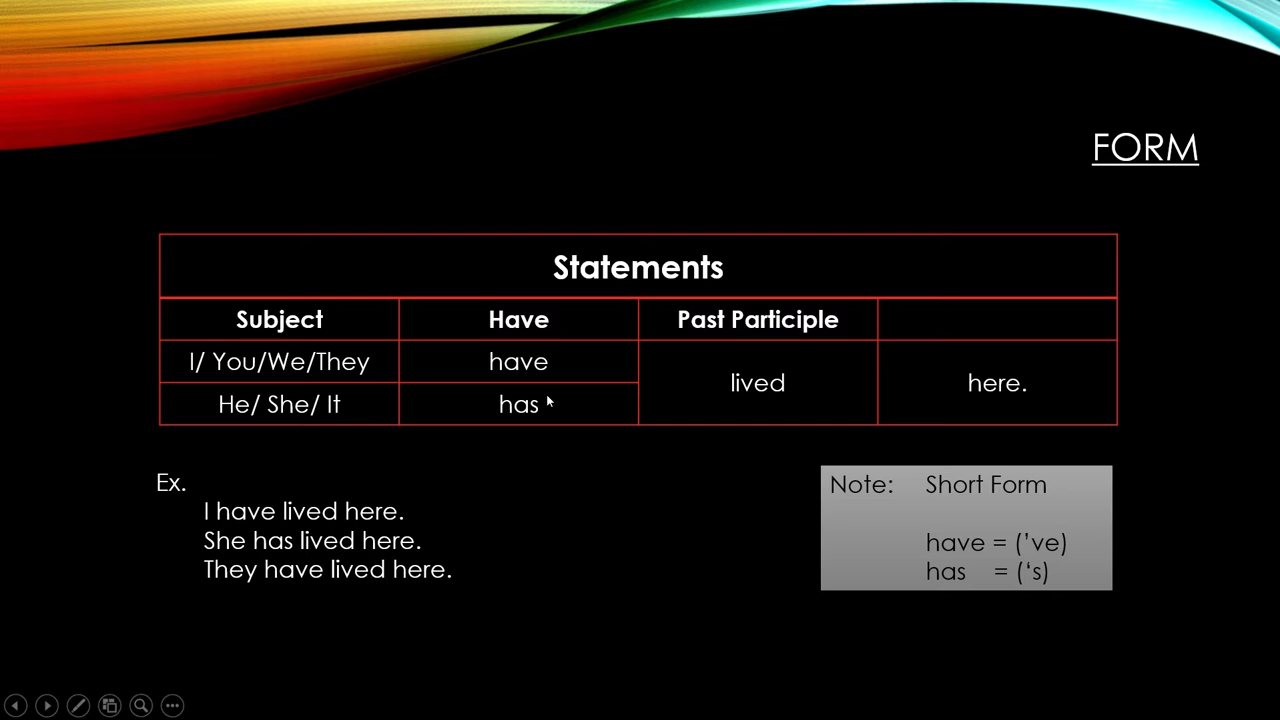 FORM
Statements
Subject Have Past Participle
I/ You/We/They have
lived here.
He/ She/ It has
Ex.
I have lived here.
She has lived here.
They have lived here.
Note: Short Form
have = (’ve)
has = (‘s)